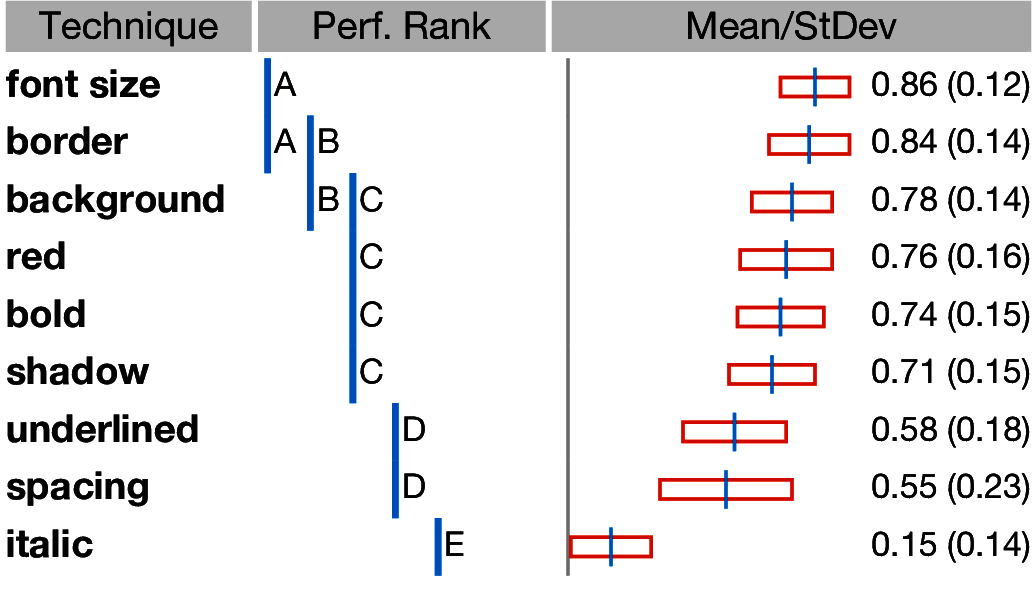 Technique Perf. Rank Mean/StDev
font size A 0.86 (0.12)
border A B 0.84 (0.14)
background B C 0.78 (0.14)
red C 0.76 (0.16)
bold C 0.74 (0.15)
shadow C 0.71 (0.15)
underlined D 0.58 (0.18)
spacing D 0.55 (0.23)
italic E 0.15 (0.14)